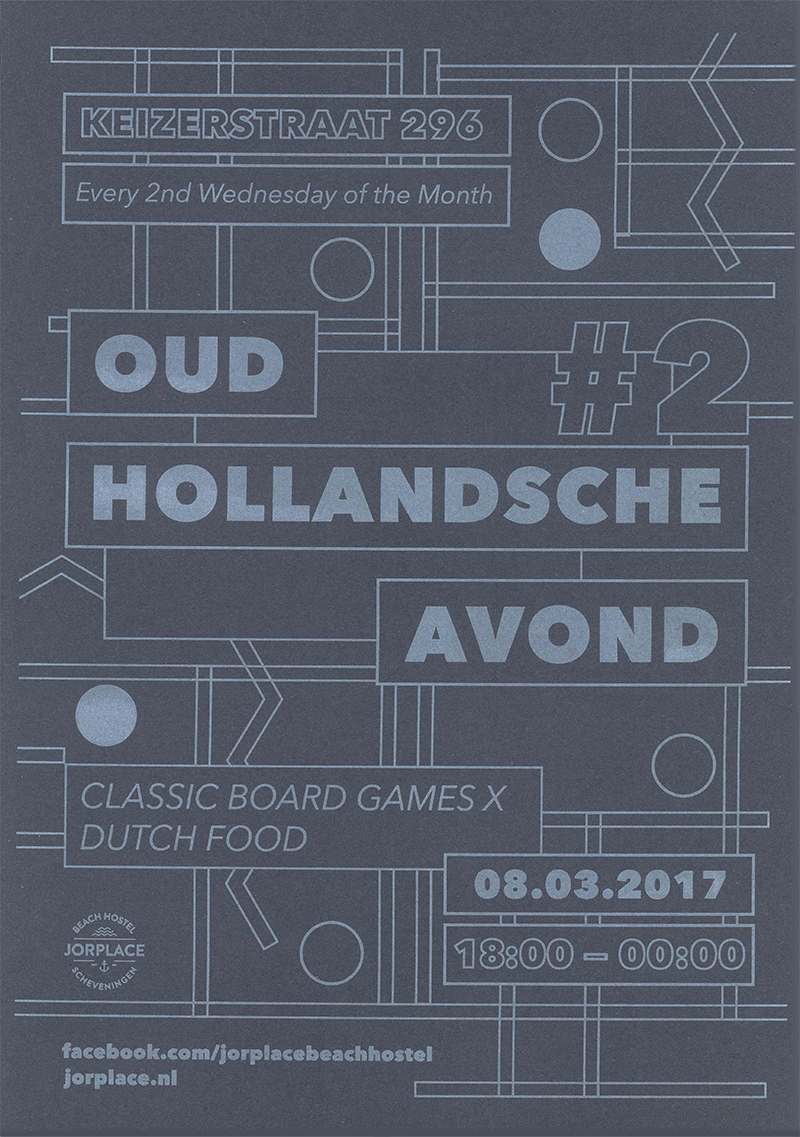 KEIZERSTRAAT 296
Every 2nd Wednesday of the Month
OUD
#2
HOLLANDSCHE
AVOND
CLASSIC BOARD GAMES X
DUTCH FOOD
08.03.2017
18:00 – 00:00
BEACH HOSTEL
JORPLACE
SCHEVENINGEN
facebook.com/jorplacebeachhostel
jorplace.nl